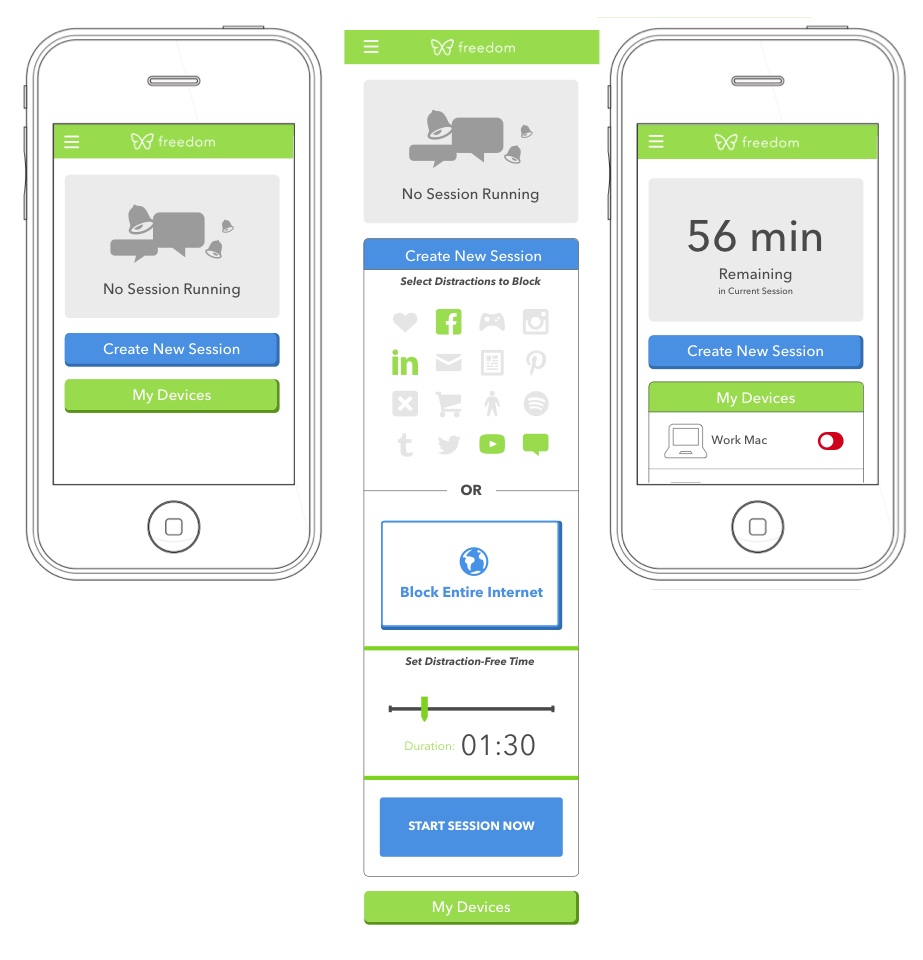 freedom
No Session Running
Create New Session
My Devices
freedom
No Session Running
Create New Session
Select Distractions to Block
in
t
OR
Block Entire Internet
Set Distraction-Free Time
Duration: 01:30
START SESSION NOW
My Devices
freedom
56 min
Remaining
in Current Session
Create New Session
My Devices
Work Mac